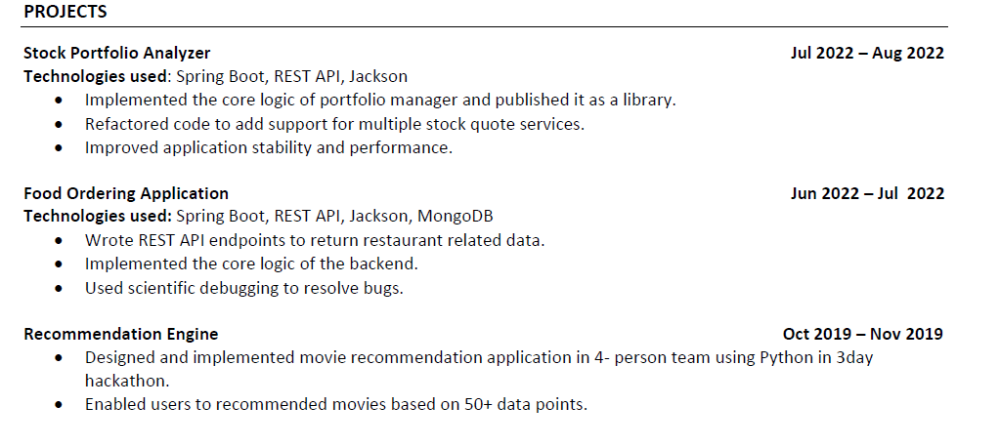 PROJECTS
Stock Portfolio Analyzer Jul 2022 – Aug 2022
Technologies used: Spring Boot, REST API, Jackson
• Implemented the core logic of portfolio manager and published it as a library.
• Refactored code to add support for multiple stock quote services.
• Improved application stability and performance.
Food Ordering Application Jun 2022 – Jul 2022
Technologies used: Spring Boot, REST API, Jackson, MongoDB
• Wrote REST API endpoints to return restaurant related data.
• Implemented the core logic of the backend.
• Used scientific debugging to resolve bugs.
Recommendation Engine Oct 2019 – Nov 2019
• Designed and implemented movie recommendation application in 4- person team using Python in 3day
hackathon.
• Enabled users to recommended movies based on 50+ data points.